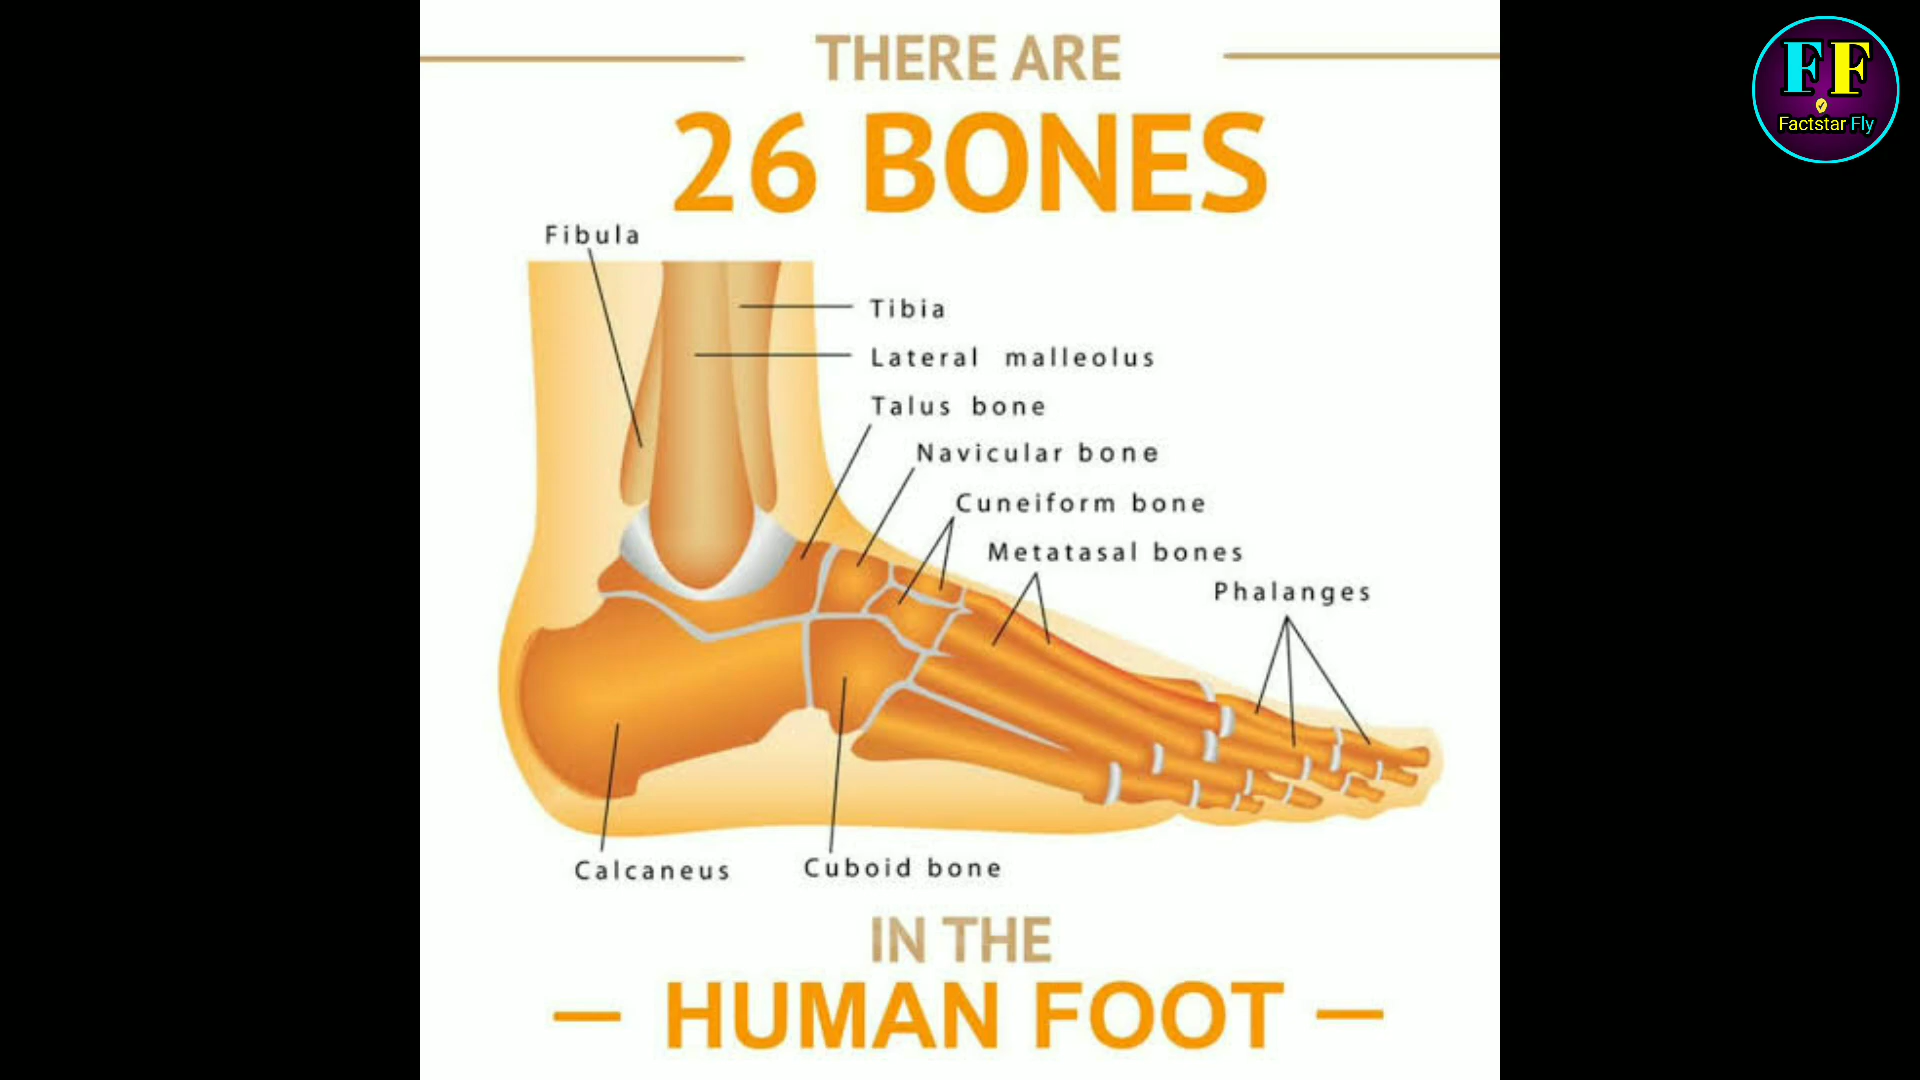 THERE ARE
26 BONES
Fibula
Tibia
Lateral malleolus
Talus bone
Navicular bone
Cuneiform bone
Metatasal bones
Phalanges
Calcaneus
Cuboid bone
IN THE
— HUMAN FOOT —
FF
Factstar Fly